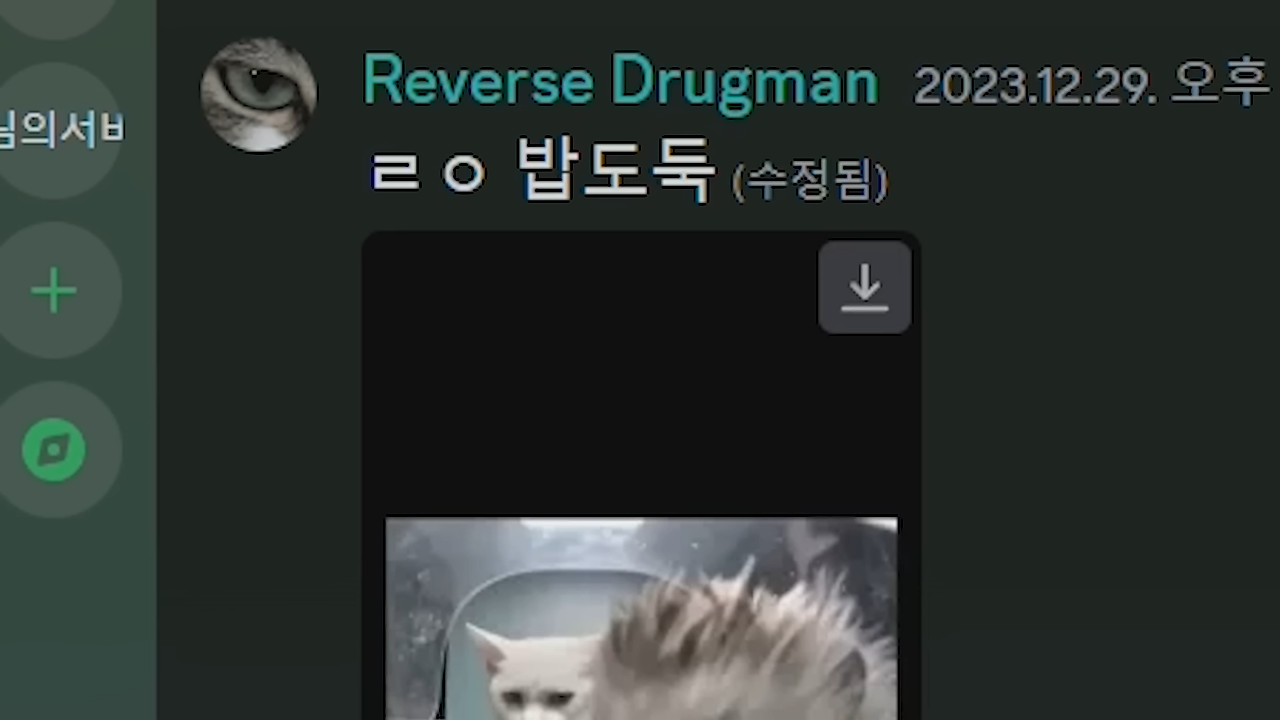 Reverse Drugman 2023.12.29. 오후
님의서버
ㄹㅇ 밥도둑 (수정됨)